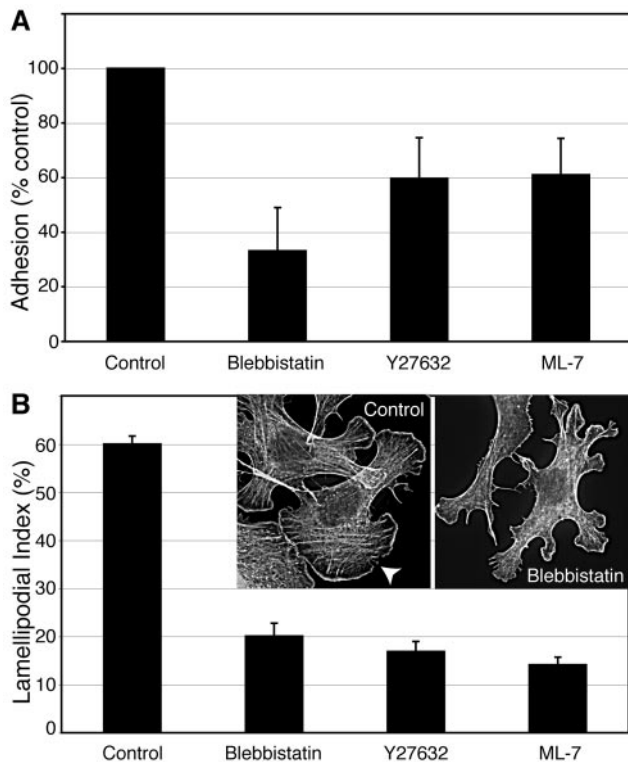 A
Adhesion (% control)
100
80
60
40
20
0
Control
Blebbistatin
Y27632
ML-7
B
Lamellipodial Index (%)
60
50
40
30
20
10
0
Control
Blebbistatin
Control
Blebbistatin
Y27632
ML-7